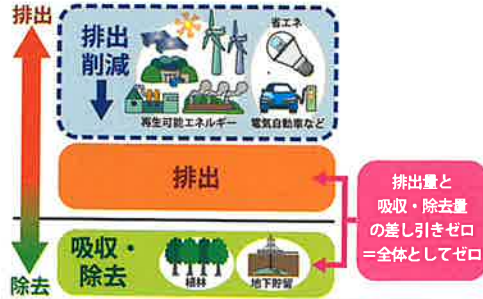 排出
排出
削減
省エネ
再生可能エネルギー
電気自動車など
排出
排出量と
吸収・除去量
の差し引きゼロ
＝全体としてゼロ
吸収・
除去
植林
地下貯留
除去